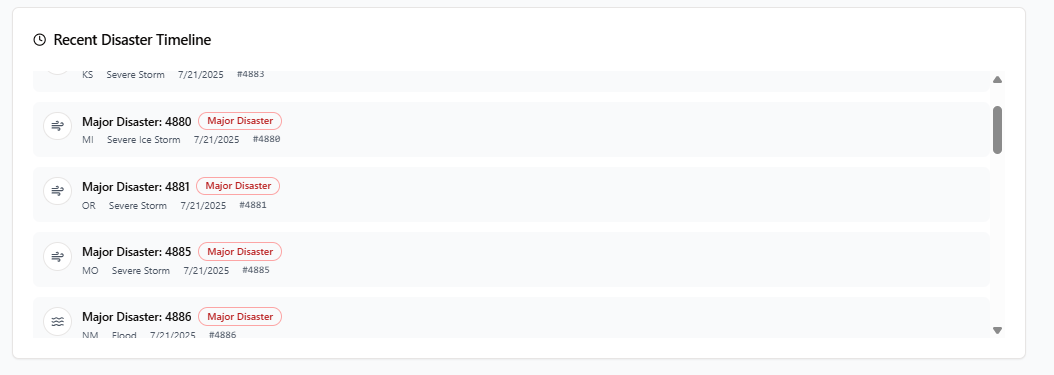 Recent Disaster Timeline
KS Severe Storm 7/21/2025 #4883
Major Disaster: 4880 Major Disaster
MI Severe Ice Storm 7/21/2025 #4880
Major Disaster: 4881 Major Disaster
OR Severe Storm 7/21/2025 #4881
Major Disaster: 4885 Major Disaster
MO Severe Storm 7/21/2025 #4885
Major Disaster: 4886 Major Disaster
NM Flood 7/21/2025 #4886